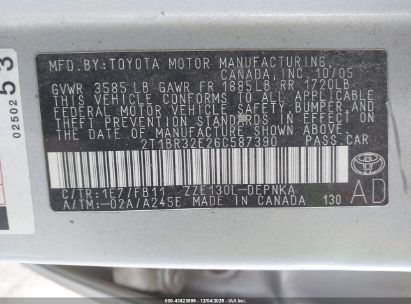 MFD.BY:TOYOTA MOTOR MANUFACTURING
CANADA, INC. 10/05
GVWR 3585 LB GAWR FR 1885LB RR 1720LB
THIS VEHICLE CONFORMS TO ALL APPLICABLE
FEDERAL MOTOR VEHICLE SAFETY, BUMPER, AND
THEFT PREVENTION STANDARDS IN EFFECT ON
THE DATE OF MANUFACTURE SHOWN ABOVE.
2T1BR32E26C587390 PASS.CAR
C/TR:1E7/FB11 ZZE130L-DEPNKA
A/TM:-02A/A245E MADE IN CANADA 130
AD
53
02502